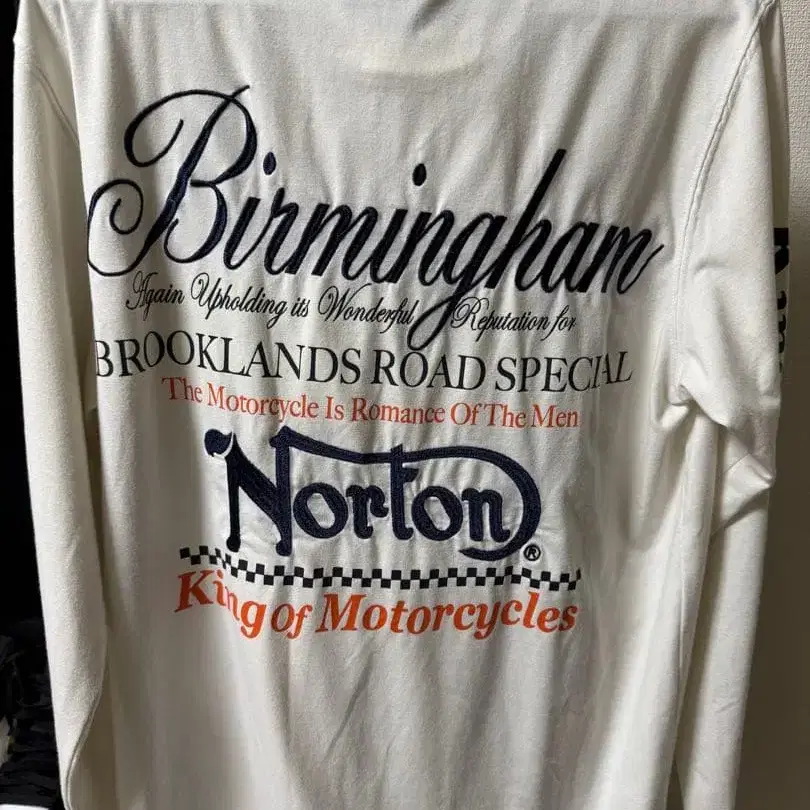 Birmingham
Again Upholding its Wonderful Reputation for
BROOKLANDS ROAD SPECIAL
The Motorcycle Is Romance Of The Men
Norton®
King Of Motorcycles